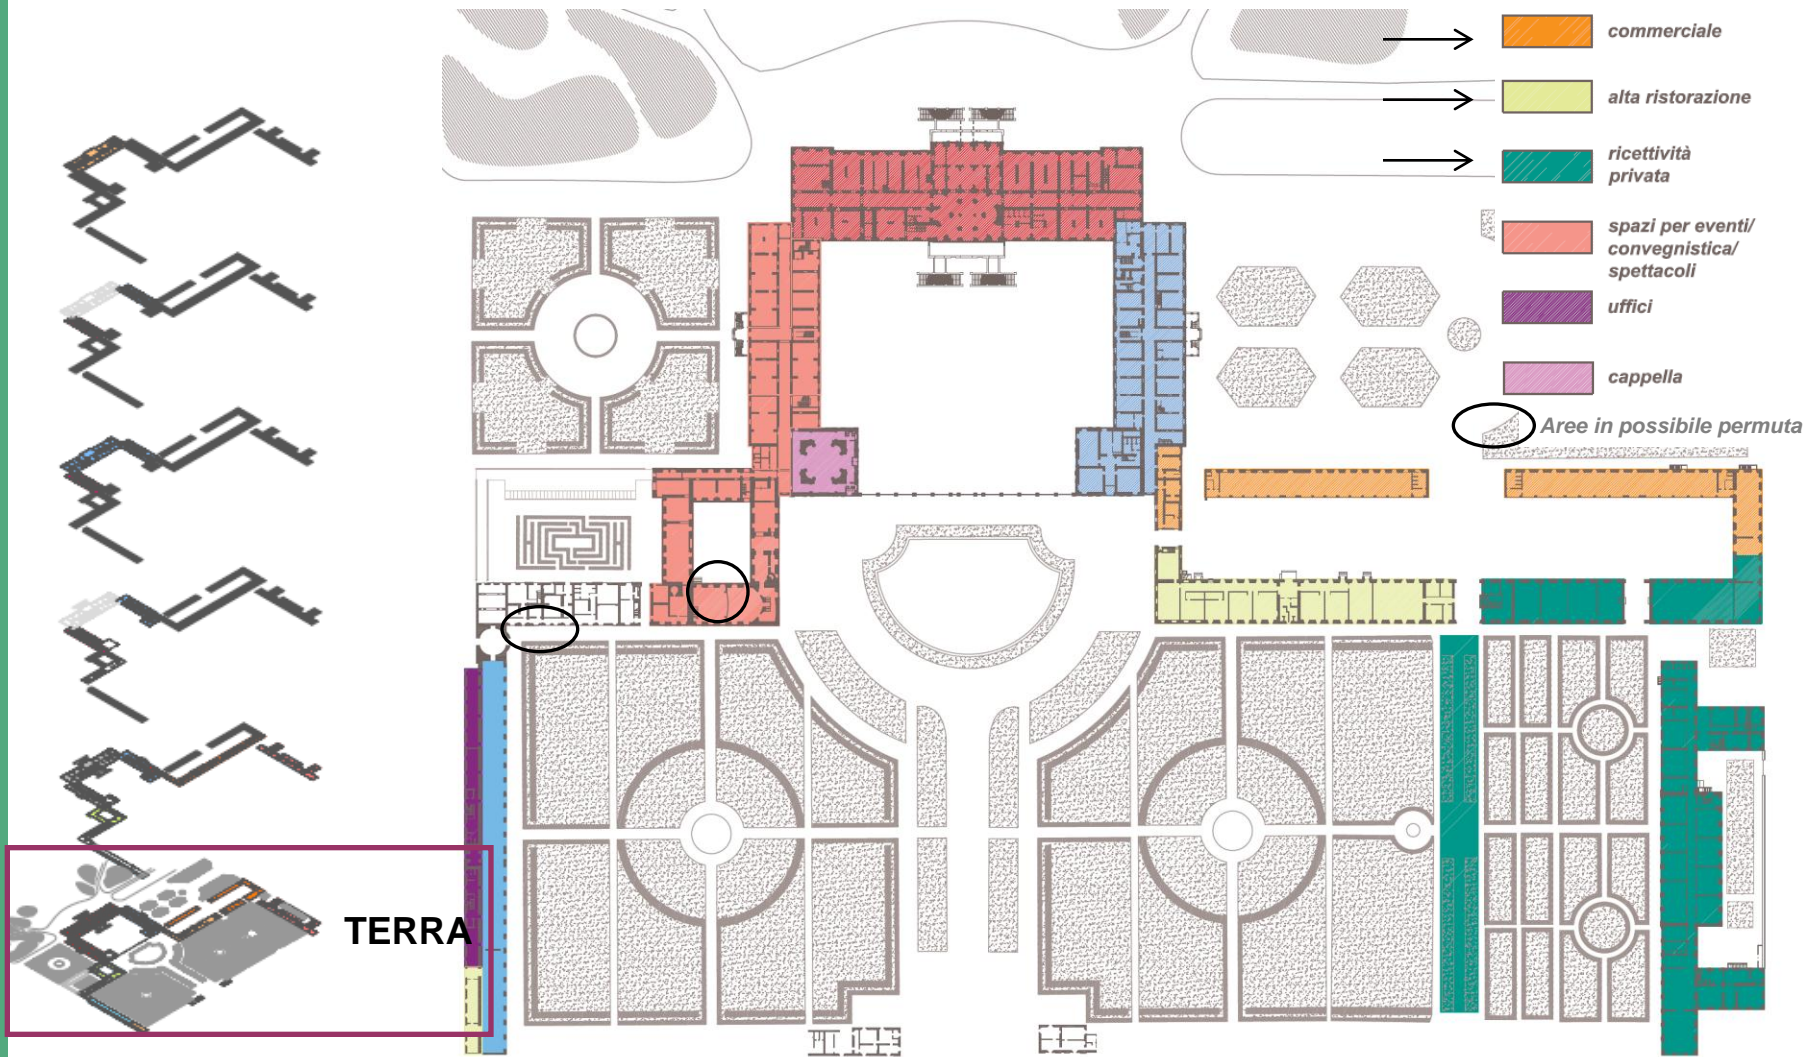 commerciale
alta ristorazione
ricettività
privata
spazi per eventi/
convegnistica/
spettacoli
uffici
cappella
Aree in possibile permuta
TERRA